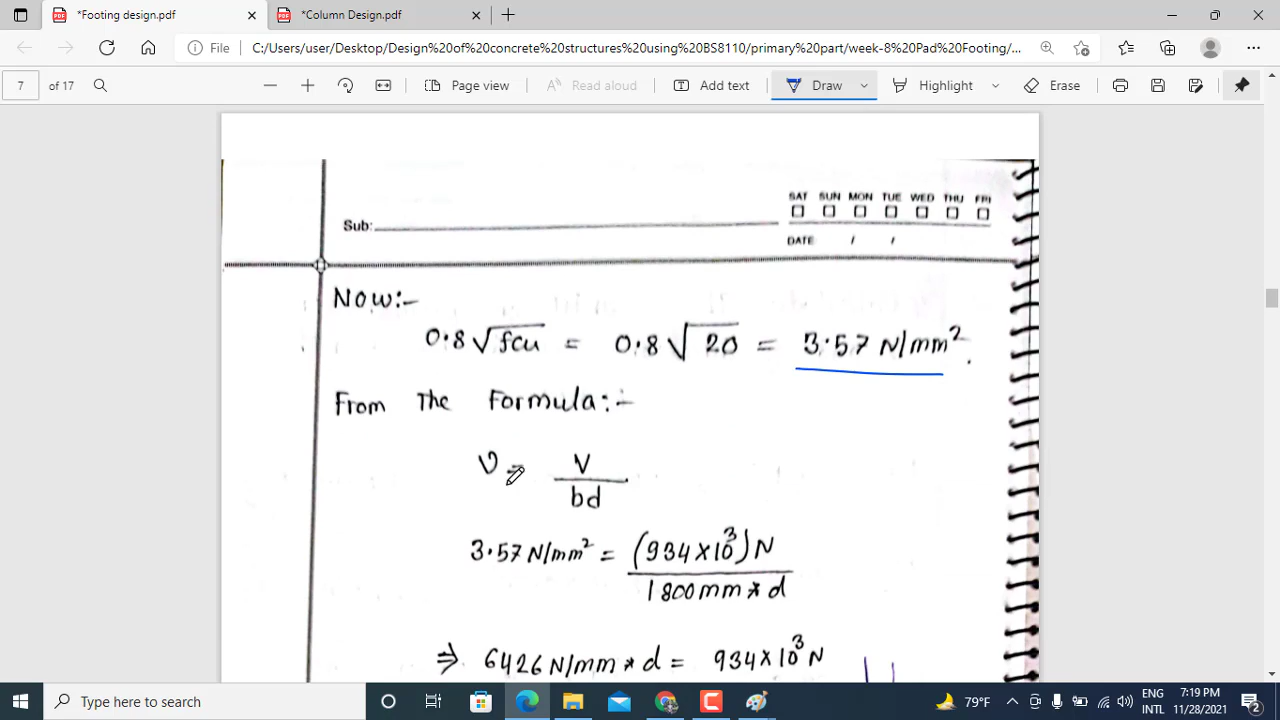 *Footing design.pdf
*Column Design.pdf
File C:/Users/user/Desktop/Design%20of%20concrete%20structures%20using%20BS8110/primary%20part/week-8%20Pad%20Footing/...
7 of 17 Page view Read aloud Add text Draw Highlight Erase
SAT SUN MON TUE WED THU FRI
Sub:
DATE / /
Now:-
0.8√fcu = 0.8√20 = 3.57 N/mm².
From The Formula:-
v = V/bd
3.57 N/mm² = (934×10³)N / 1800mm * d
⇒ 6426 N/mm * d = 934×10³ N
Type here to search
79°F ENG 7:19 PM
INTL 11/28/2021
2